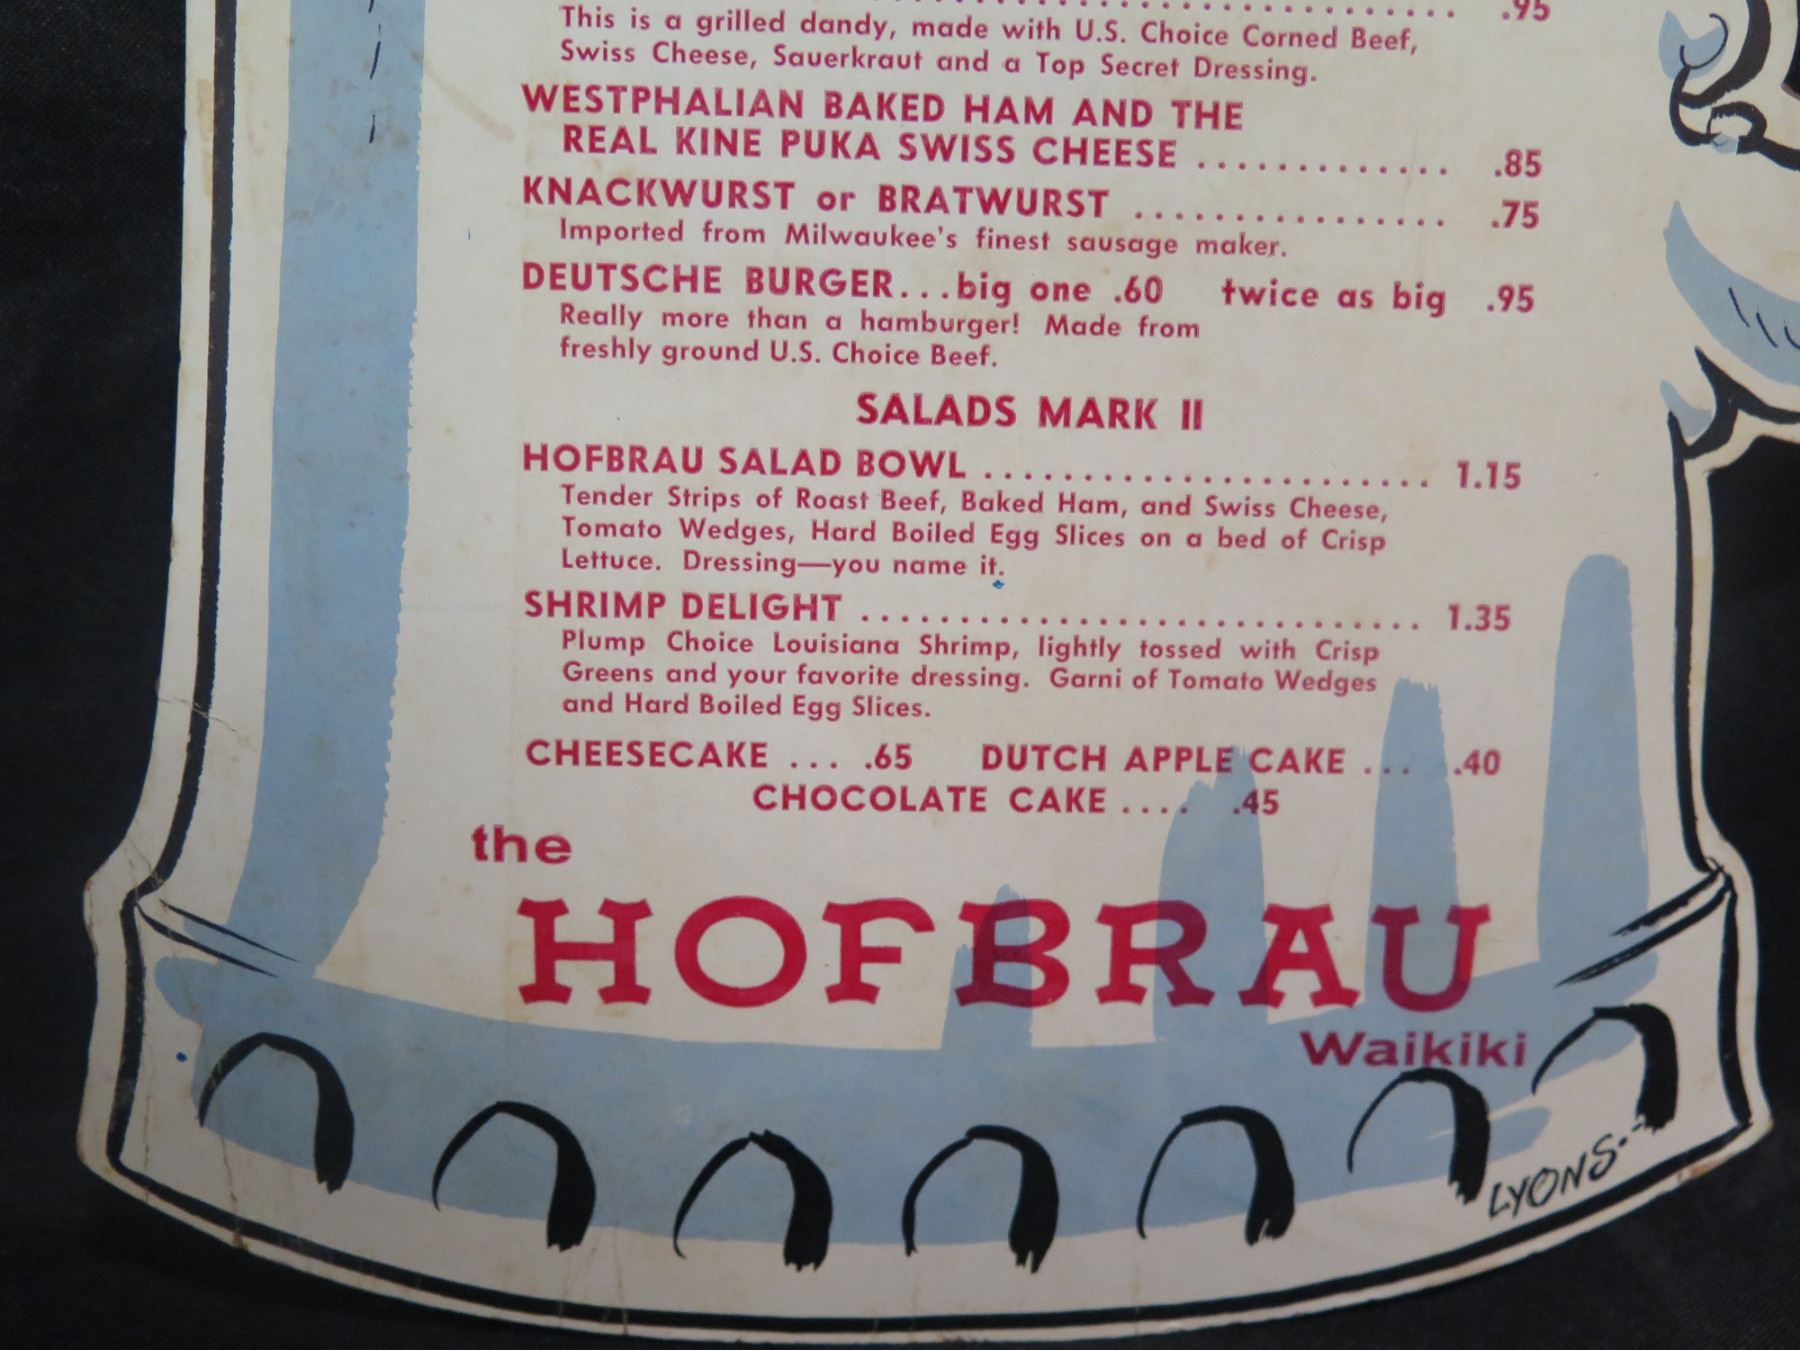 . . . . . . . . . . . . . . . . . . . . . . . . . . . . . . .95
This is a grilled dandy, made with U.S. Choice Corned Beef,
Swiss Cheese, Sauerkraut and a Top Secret Dressing.
WESTPHALIAN BAKED HAM AND THE
REAL KINE PUKA SWISS CHEESE . . . . . . . . . . . . . .85
KNACKWURST or BRATWURST . . . . . . . . . . . . . . . . . .75
Imported from Milwaukee's finest sausage maker.
DEUTSCHE BURGER...big one .60 twice as big .95
Really more than a hamburger! Made from
freshly ground U.S. Choice Beef.
SALADS MARK II
HOFBRAU SALAD BOWL . . . . . . . . . . . . . . . . . . . . . . . . 1.15
Tender Strips of Roast Beef, Baked Ham, and Swiss Cheese,
Tomato Wedges, Hard Boiled Egg Slices on a bed of Crisp
Lettuce. Dressing—you name it.
SHRIMP DELIGHT . . . . . . . . . . . . . . . . . . . . . . . . . . . . . . 1.35
Plump Choice Louisiana Shrimp, lightly tossed with Crisp
Greens and your favorite dressing. Garni of Tomato Wedges
and Hard Boiled Egg Slices.
CHEESECAKE ... .65 DUTCH APPLE CAKE ... .40
CHOCOLATE CAKE .... .45
the
HOFBRAU
Waikiki
LYONS